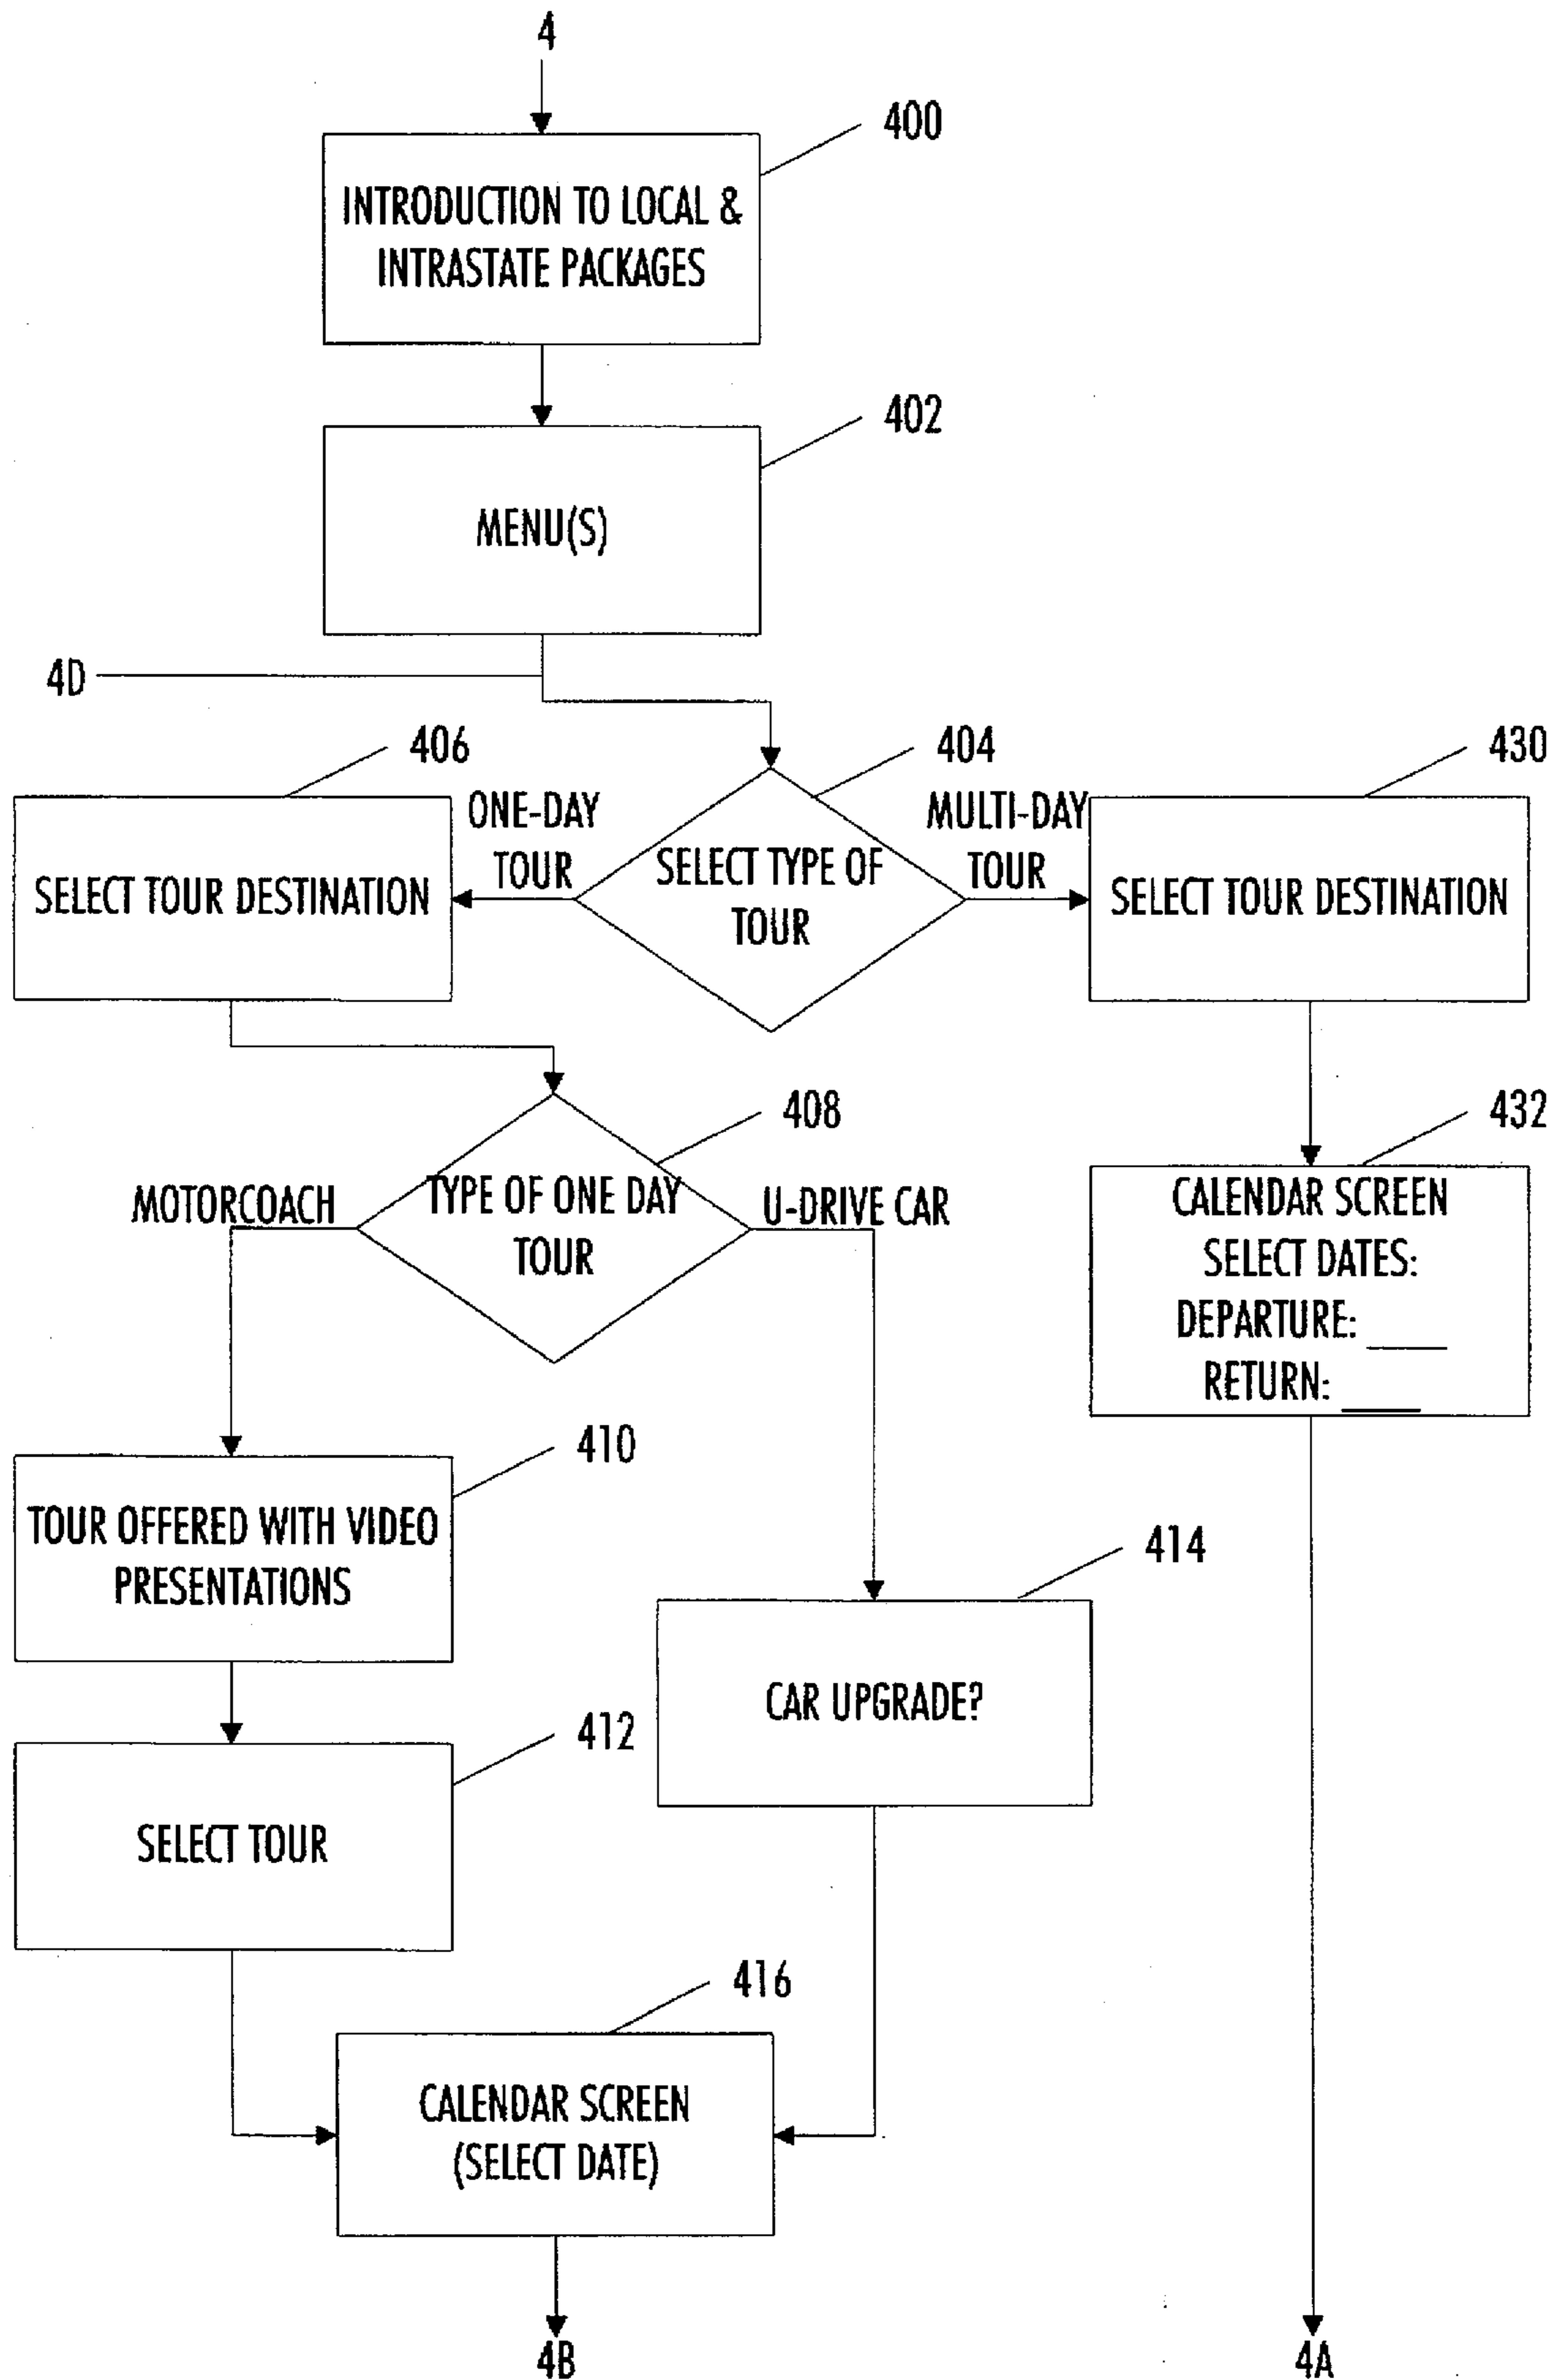 4
400
INTRODUCTION TO LOCAL &
INTRASTATE PACKAGES
402
MENU(S)
4D
406
404
430
ONE-DAY
TOUR
MULTI-DAY
TOUR
SELECT TOUR DESTINATION
SELECT TYPE OF
TOUR
SELECT TOUR DESTINATION
408
432
MOTORCOACH
TYPE OF ONE DAY
TOUR
U-DRIVE CAR
CALENDAR SCREEN
SELECT DATES:
DEPARTURE: ____
RETURN: ____
410
TOUR OFFERED WITH VIDEO
PRESENTATIONS
414
CAR UPGRADE?
412
SELECT TOUR
416
CALENDAR SCREEN
(SELECT DATE)
4B
4A